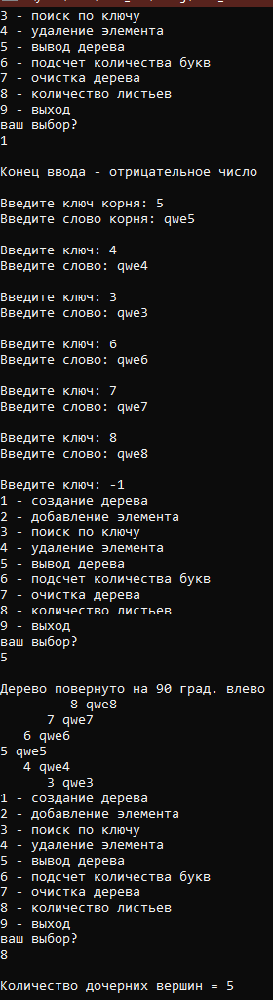 3 - поиск по ключу
4 - удаление элемента
5 - вывод дерева
6 - подсчет количества букв
7 - очистка дерева
8 - количество листьев
9 - выход
ваш выбор?
1
Конец ввода - отрицательное число
Введите ключ корня: 5
Введите слово корня: qwe5
Введите ключ: 4
Введите слово: qwe4
Введите ключ: 3
Введите слово: qwe3
Введите ключ: 6
Введите слово: qwe6
Введите ключ: 7
Введите слово: qwe7
Введите ключ: 8
Введите слово: qwe8
Введите ключ: -1
1 - создание дерева
2 - добавление элемента
3 - поиск по ключу
4 - удаление элемента
5 - вывод дерева
6 - подсчет количества букв
7 - очистка дерева
8 - количество листьев
9 - выход
ваш выбор?
5
Дерево повернуто на 90 град. влево
8 qwe8
7 qwe7
6 qwe6
5 qwe5
4 qwe4
3 qwe3
1 - создание дерева
2 - добавление элемента
3 - поиск по ключу
4 - удаление элемента
5 - вывод дерева
6 - подсчет количества букв
7 - очистка дерева
8 - количество листьев
9 - выход
ваш выбор?
8
Количество дочерних вершин = 5